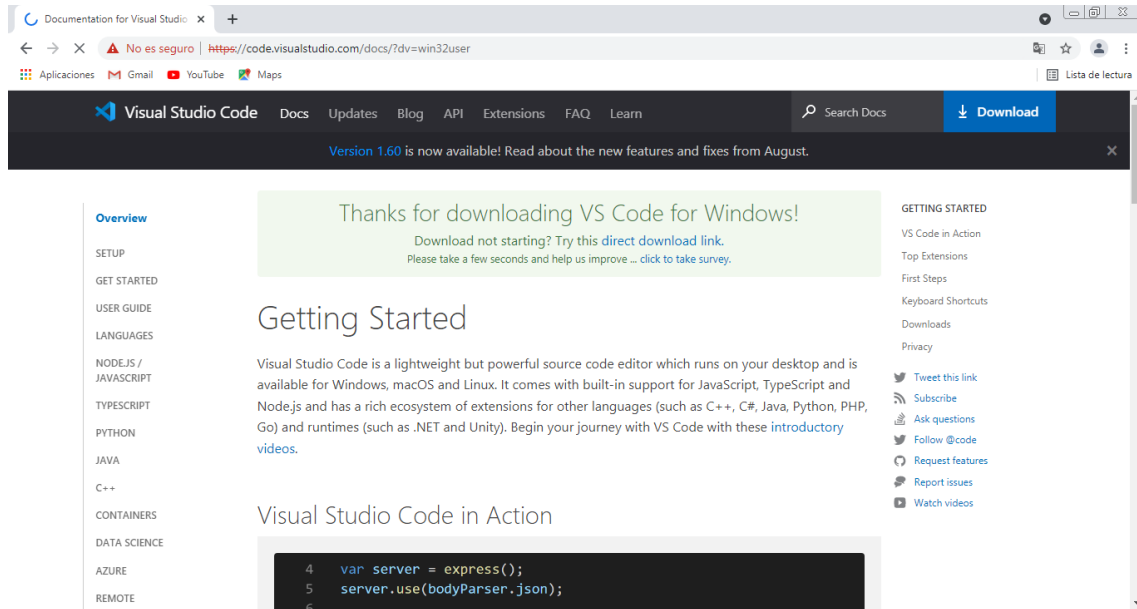 Documentation for Visual Studio
No es seguro | https://code.visualstudio.com/docs/?dv=win32user
Aplicaciones Gmail YouTube Maps Lista de lectura
Visual Studio Code Docs Updates Blog API Extensions FAQ Learn Search Docs Download
Version 1.60 is now available! Read about the new features and fixes from August.
Overview
SETUP
GET STARTED
USER GUIDE
LANGUAGES
NODE.JS /
JAVASCRIPT
TYPESCRIPT
PYTHON
JAVA
C++
CONTAINERS
DATA SCIENCE
AZURE
REMOTE
Thanks for downloading VS Code for Windows!
Download not starting? Try this direct download link.
Please take a few seconds and help us improve ... click to take survey.
Getting Started
Visual Studio Code is a lightweight but powerful source code editor which runs on your desktop and is
available for Windows, macOS and Linux. It comes with built-in support for JavaScript, TypeScript and
Node.js and has a rich ecosystem of extensions for other languages (such as C++, C#, Java, Python, PHP,
Go) and runtimes (such as .NET and Unity). Begin your journey with VS Code with these introductory
videos.
Visual Studio Code in Action
4 var server = express();
5 server.use(bodyParser.json);
6
GETTING STARTED
VS Code in Action
Top Extensions
First Steps
Keyboard Shortcuts
Downloads
Privacy
Tweet this link
Subscribe
Ask questions
Follow @code
Request features
Report issues
Watch videos